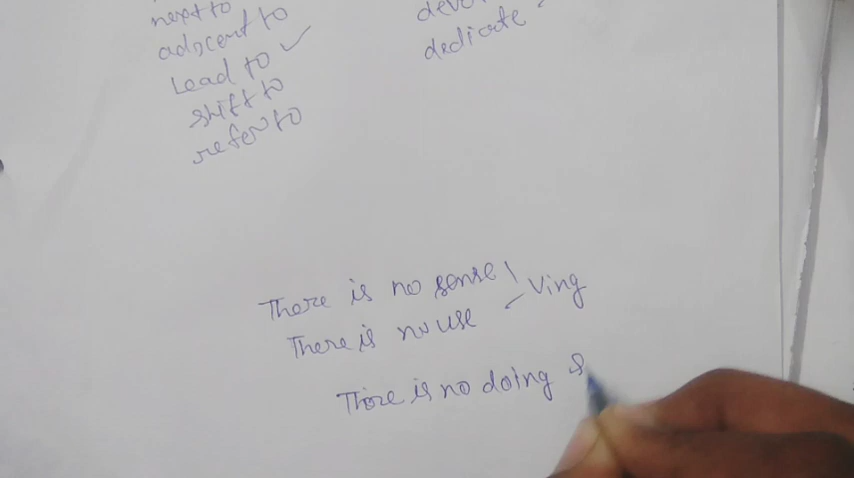 next to
adjecent to
Lead to ✓
shift to
refer to
dedicate
There is no sense
There is no use Ving
There is no doing